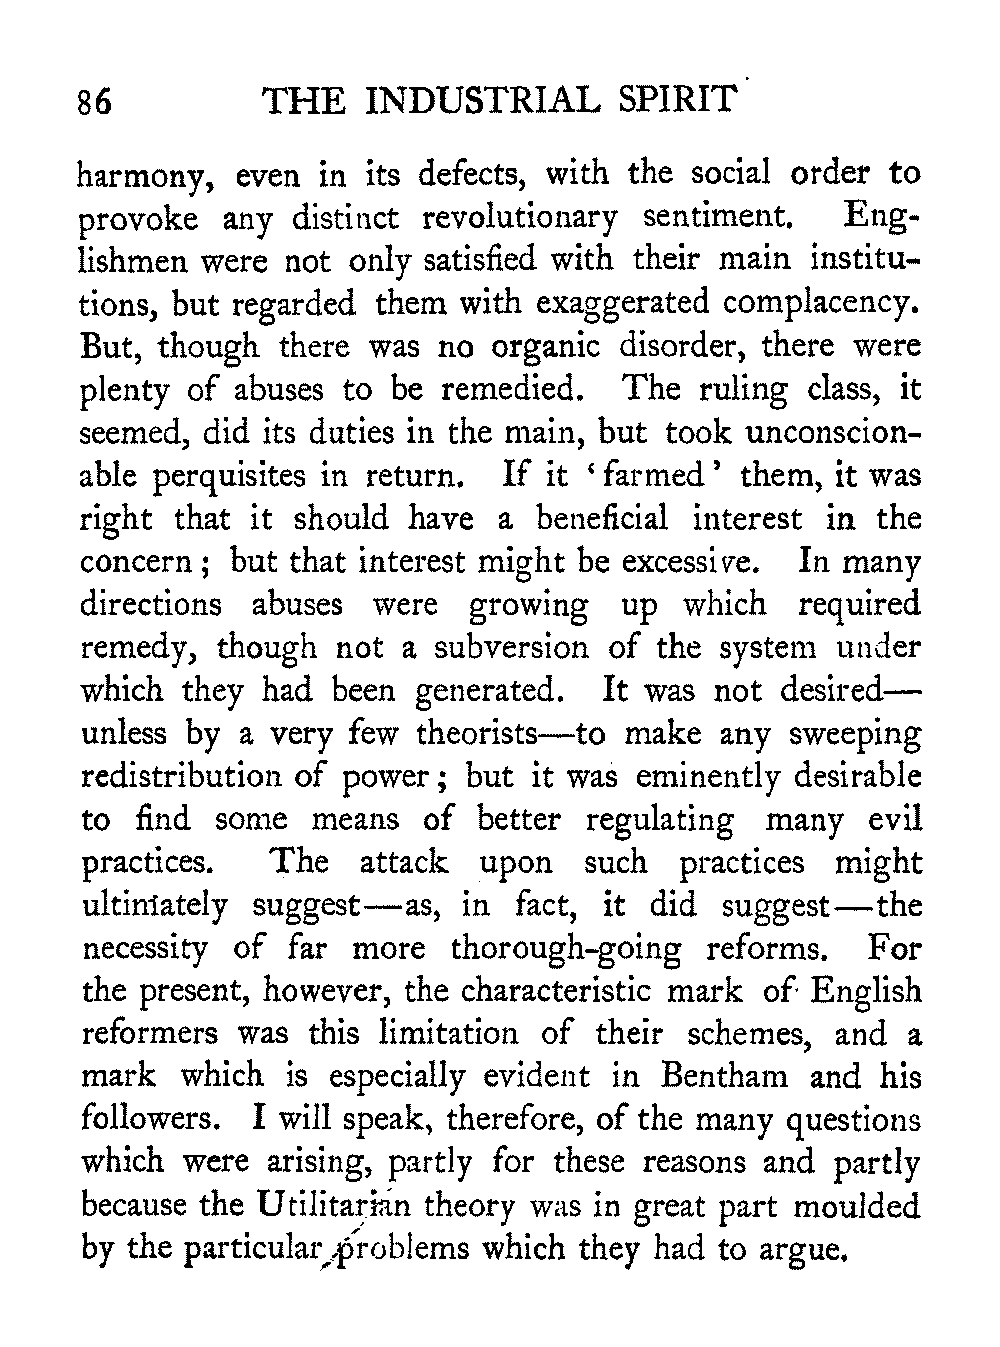 86 THE INDUSTRIAL SPIRIT
harmony, even in its defects, with the social order to
provoke any distinct revolutionary sentiment. Eng-
lishmen were not only satisfied with their main institu-
tions, but regarded them with exaggerated complacency.
But, though there was no organic disorder, there were
plenty of abuses to be remedied. The ruling class, it
seemed, did its duties in the main, but took unconscion-
able perquisites in return. If it ‘farmed’ them, it was
right that it should have a beneficial interest in the
concern; but that interest might be excessive. In many
directions abuses were growing up which required
remedy, though not a subversion of the system under
which they had been generated. It was not desired—
unless by a very few theorists—to make any sweeping
redistribution of power; but it was eminently desirable
to find some means of better regulating many evil
practices. The attack upon such practices might
ultimately suggest—as, in fact, it did suggest—the
necessity of far more thorough-going reforms. For
the present, however, the characteristic mark of English
reformers was this limitation of their schemes, and a
mark which is especially evident in Bentham and his
followers. I will speak, therefore, of the many questions
which were arising, partly for these reasons and partly
because the Utilitarian theory was in great part moulded
by the particular problems which they had to argue.